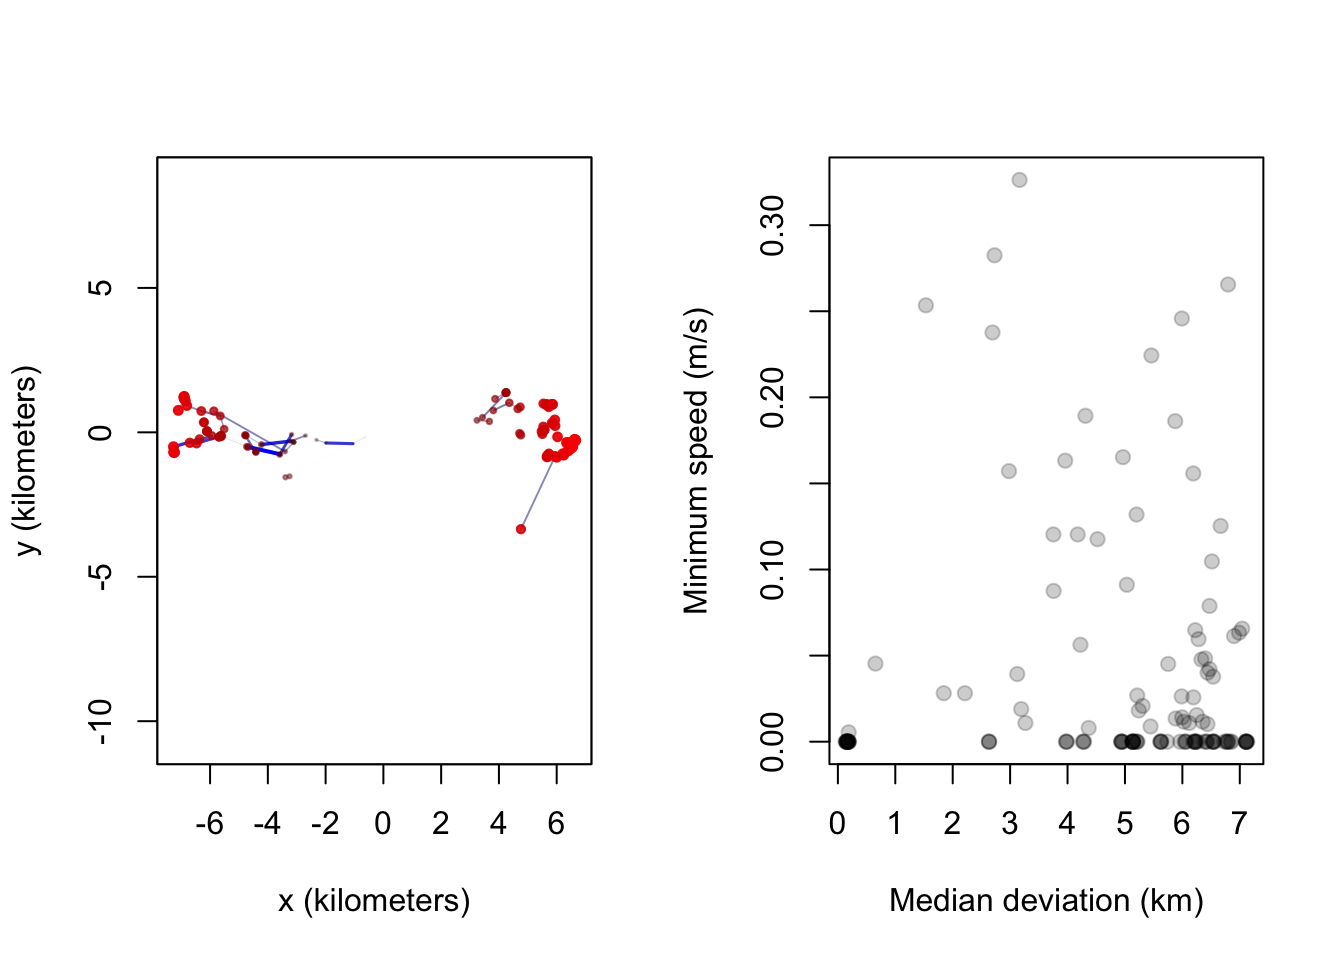 y (kilometers)
5
0
-5
-10
-6 -4 -2 0 2 4 6
x (kilometers)
Minimum speed (m/s)
0.30
0.20
0.10
0.00
0 1 2 3 4 5 6 7
Median deviation (km)